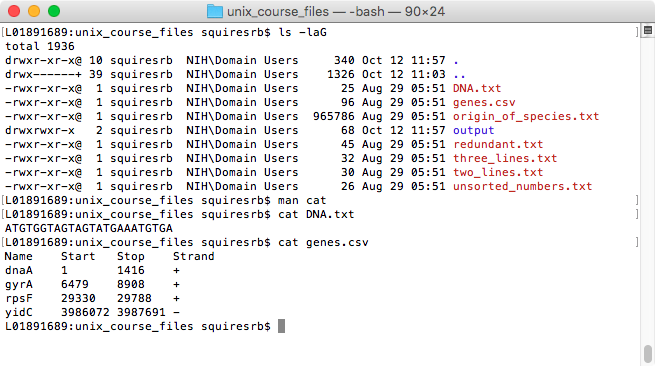 unix_course_files — -bash — 90×24
[L01891689:unix_course_files squiresrb$ ls -laG ]
total 1936
drwxr-xr-x@ 10 squiresrb  NIH\Domain Users     340 Oct 12 11:57 .
drwx------+ 39 squiresrb  NIH\Domain Users    1326 Oct 12 11:03 ..
-rwxr-xr-x@  1 squiresrb  NIH\Domain Users      25 Aug 29 05:51 DNA.txt
-rwxr-xr-x@  1 squiresrb  NIH\Domain Users      96 Aug 29 05:51 genes.csv
-rwxr-xr-x@  1 squiresrb  NIH\Domain Users  965786 Aug 29 05:51 origin_of_species.txt
drwxrwxr-x   2 squiresrb  NIH\Domain Users      68 Oct 12 11:57 output
-rwxr-xr-x@  1 squiresrb  NIH\Domain Users      45 Aug 29 05:51 redundant.txt
-rwxr-xr-x@  1 squiresrb  NIH\Domain Users      32 Aug 29 05:51 three_lines.txt
-rwxr-xr-x@  1 squiresrb  NIH\Domain Users      30 Aug 29 05:51 two_lines.txt
-rwxr-xr-x@  1 squiresrb  NIH\Domain Users      26 Aug 29 05:51 unsorted_numbers.txt
[L01891689:unix_course_files squiresrb$ man cat ]
[L01891689:unix_course_files squiresrb$ cat DNA.txt ]
ATGTGGTAGTAGTATGAAATGTGA
[L01891689:unix_course_files squiresrb$ cat genes.csv ]
Name    Start   Stop    Strand
dnaA    1       1416    +
gyrA    6479    8908    +
rpsF    29330   29788   +
yidC    3986072 3987691 -
L01891689:unix_course_files squiresrb$